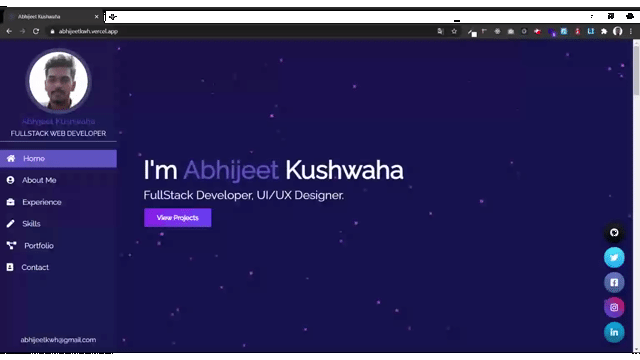 Abhijeet Kushwaha
abhijeetkwh.vercel.app
Abhijeet Kushwaha
FULLSTACK WEB DEVELOPER
Home
About Me
Experience
Skills
Portfolio
Contact
abhijeetkwh@gmail.com
I'm Abhijeet Kushwaha
FullStack Developer, UI/UX Designer.
View Projects